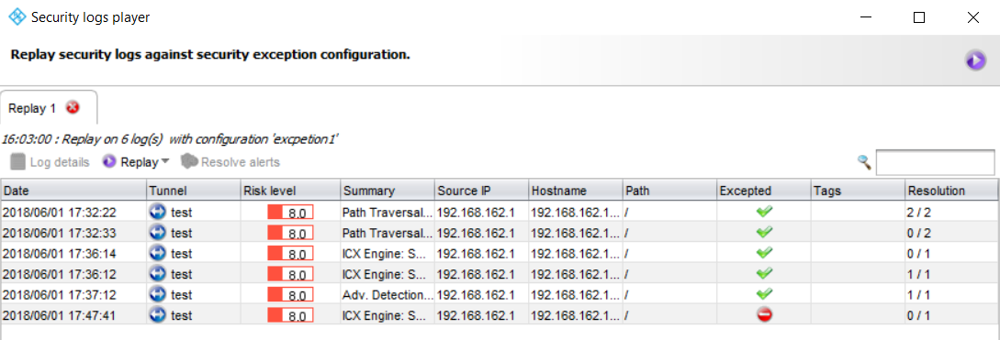 Security logs player
Replay security logs against security exception configuration.
Replay 1
16:03:00 : Replay on 6 log(s) with configuration 'excpetion1'
Log details Replay Resolve alerts
Date Tunnel Risk level Summary Source IP Hostname Path Excepted Tags Resolution
2018/06/01 17:32:22 test 8.0 Path Traversal... 192.168.162.1 192.168.162.1... / 2 / 2
2018/06/01 17:32:33 test 8.0 Path Traversal... 192.168.162.1 192.168.162.1... / 0 / 2
2018/06/01 17:36:14 test 8.0 ICX Engine: S... 192.168.162.1 192.168.162.1... / 0 / 1
2018/06/01 17:36:12 test 8.0 ICX Engine: S... 192.168.162.1 192.168.162.1... / 1 / 1
2018/06/01 17:37:12 test 8.0 Adv. Detection... 192.168.162.1 192.168.162.1... / 1 / 1
2018/06/01 17:47:41 test 8.0 ICX Engine: S... 192.168.162.1 192.168.162.1... / 0 / 1